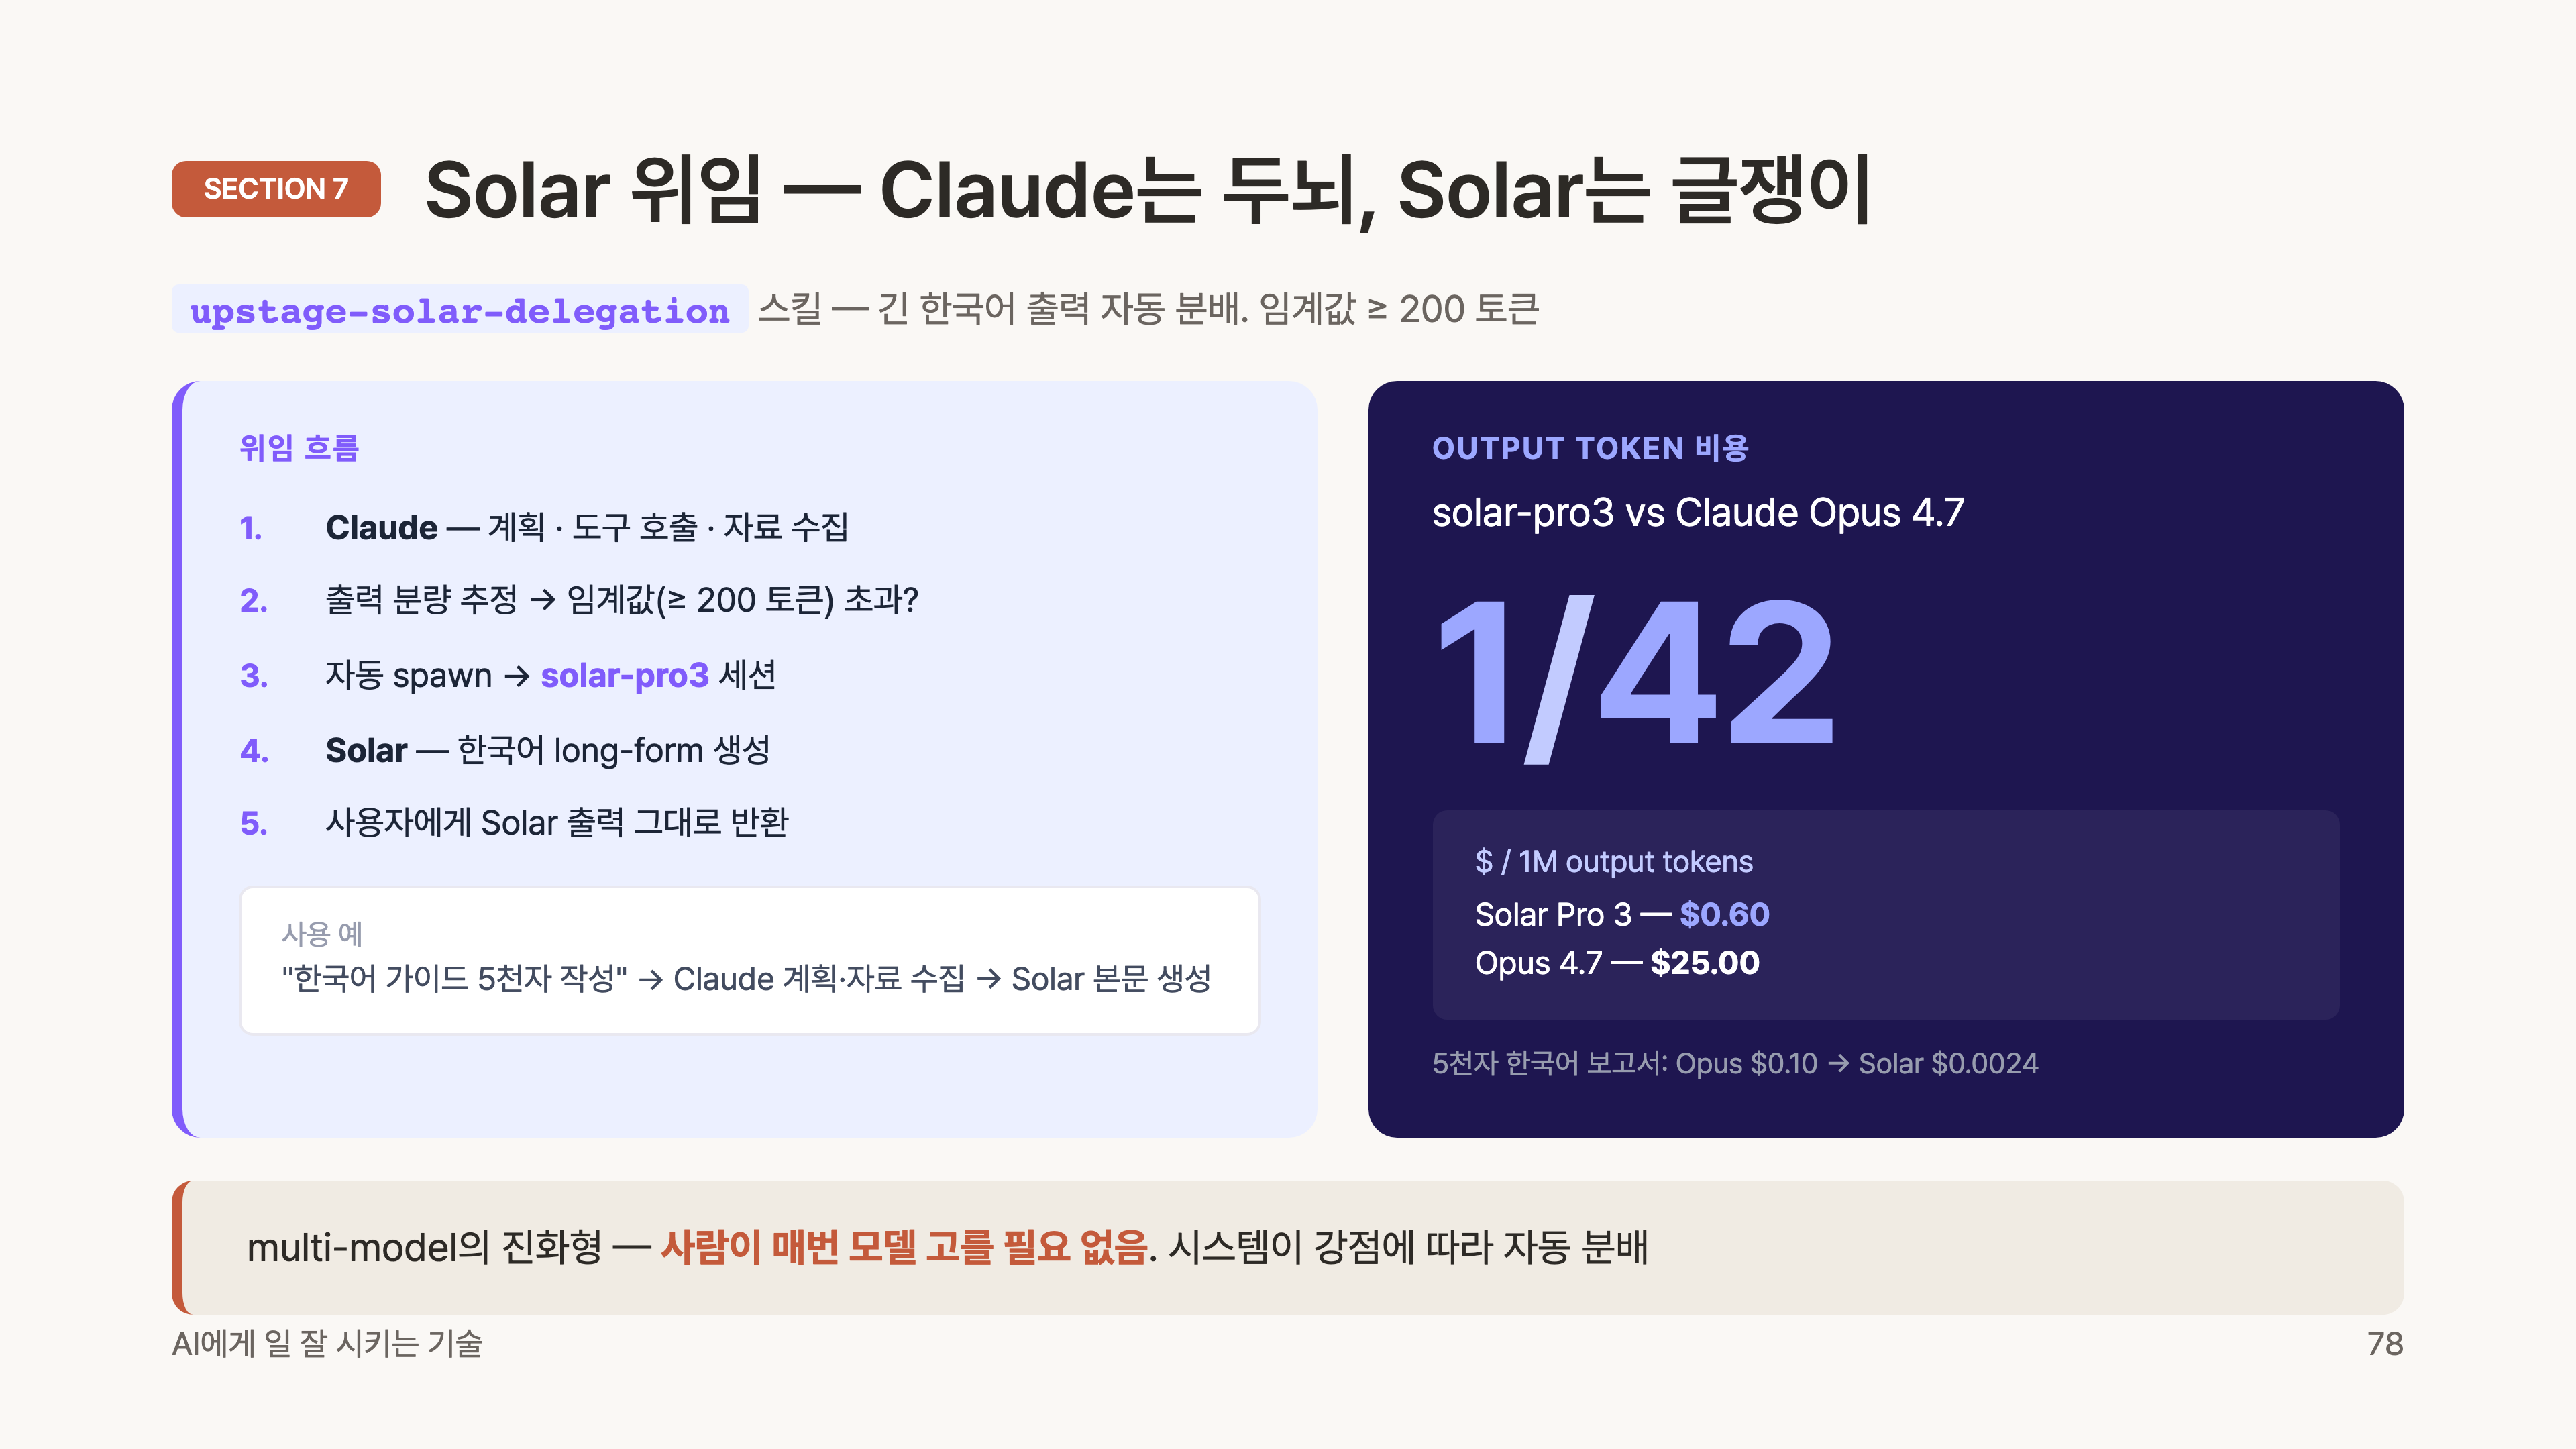 SECTION 7
Solar 위임 — Claude는 두뇌, Solar는 글쟁이
upstage-solar-delegation 스킬 — 긴 한국어 출력 자동 분배. 임계값 ≥ 200 토큰
위임 흐름
1. Claude — 계획 · 도구 호출 · 자료 수집
2. 출력 분량 추정 → 임계값(≥ 200 토큰) 초과?
3. 자동 spawn → solar-pro3 세션
4. Solar — 한국어 long-form 생성
5. 사용자에게 Solar 출력 그대로 반환
사용 예
"한국어 가이드 5천자 작성" → Claude 계획·자료 수집 → Solar 본문 생성
OUTPUT TOKEN 비용
solar-pro3 vs Claude Opus 4.7
1/42
$ / 1M output tokens
Solar Pro 3 — $0.60
Opus 4.7 — $25.00
5천자 한국어 보고서: Opus $0.10 → Solar $0.0024
multi-model의 진화형 — 사람이 매번 모델 고를 필요 없음. 시스템이 강점에 따라 자동 분배
AI에게 일 잘 시키는 기술
78